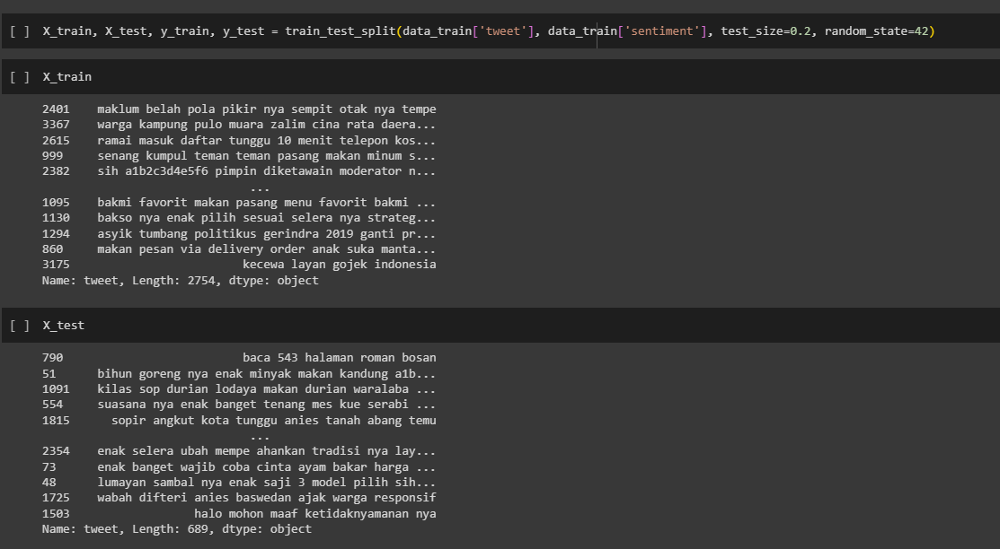 [ ] X_train, X_test, y_train, y_test = train_test_split(data_train['tweet'], data_train['sentiment'], test_size=0.2, random_state=42)
[ ] X_train
2401 maklum belah pola pikir nya sempit otak nya tempe
3367 warga kampung pulo muara zalim cina rata daera...
2615 ramai masuk daftar tunggu 10 menit telepon kos...
999 senang kumpul teman teman pasang makan minum s...
2382 sih a1b2c3d4e5f6 pimpin diketawain moderator n...
...
1095 bakmi favorit makan pasang menu favorit bakmi ...
1130 bakso nya enak pilih sesuai selera nya strateg...
1294 asyik tumbang politikus gerindra 2019 ganti pr...
860 makan pesan via delivery order anak suka manta...
3175 kecewa layan gojek indonesia
Name: tweet, Length: 2754, dtype: object
[ ] X_test
790 baca 543 halaman roman bosan
51 bihun goreng nya enak minyak makan kandung a1b...
1091 kilas sop durian lodaya makan durian waralaba ...
554 suasana nya enak banget tenang mes kue serabi ...
1815 sopir angkut kota tunggu anies tanah abang temu
...
2354 enak selera ubah mempe ahankan tradisi nya lay...
73 enak banget wajib coba cinta ayam bakar harga ...
48 lumayan sambal nya enak saji 3 model pilih sih...
1725 wabah difteri anies baswedan ajak warga responsif
1503 halo mohon maaf ketidaknyamanan nya
Name: tweet, Length: 689, dtype: object